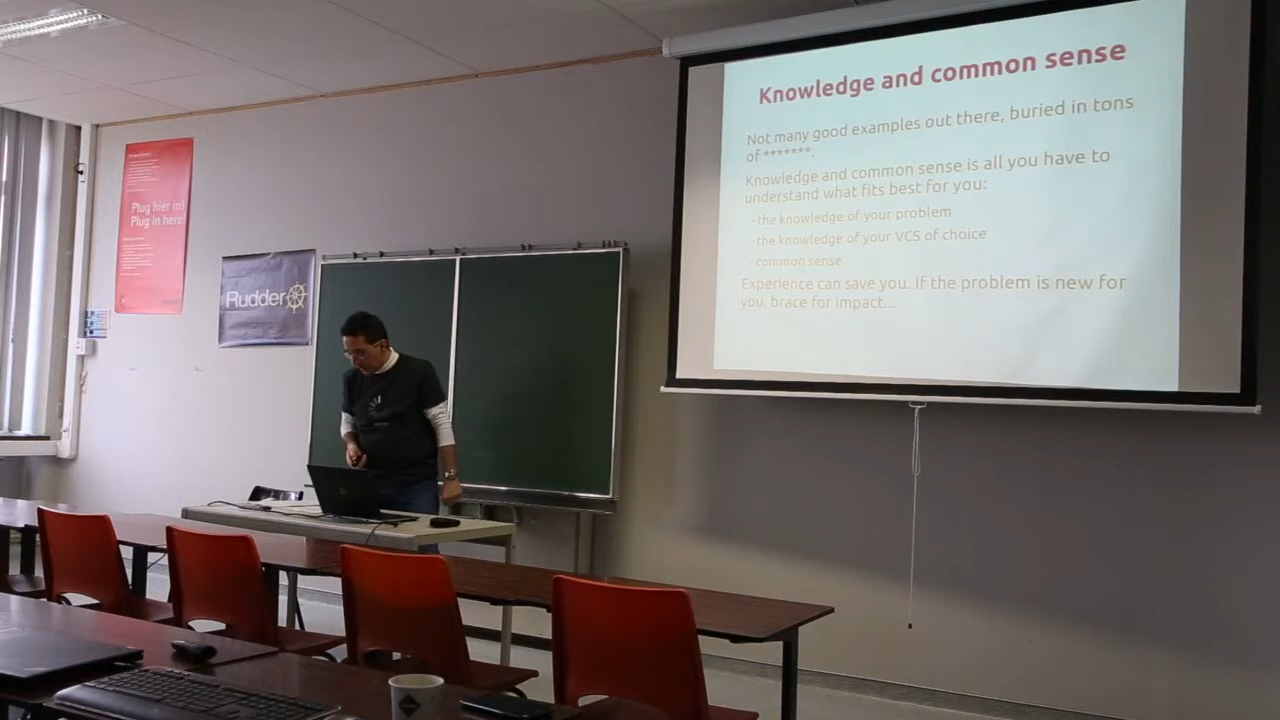 Knowledge and common sense
Not many good examples out there, buried in tons
of *******.
Knowledge and common sense is all you have to
understand what fits best for you:
-the knowledge of your problem
-the knowledge of your VCS of choice
-common sense
Experience can save you. If the problem is new for
you, brace for impact...
Plug hier in!
Plug in here!
Rudder